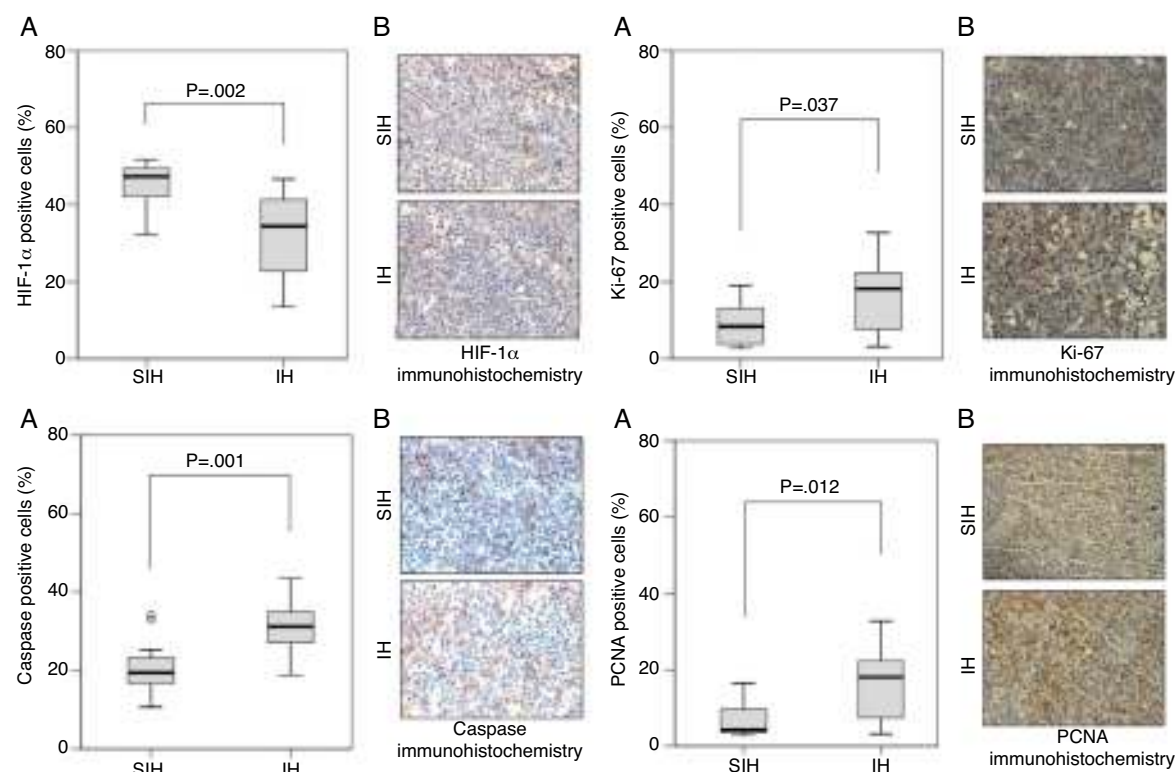 A
B
A
B
HIF-1α positive cells (%)
80
60
40
20
0
P=.002
SIH
IH
SIH
IH
HIF-1α
immunohistochemistry
Ki-67 positive cells (%)
80
60
40
20
0
P=.037
SIH
IH
SIH
IH
Ki-67
immunohistochemistry
A
B
A
B
Caspase positive cells (%)
80
60
40
20
0
P=.001
SIH
IH
SIH
IH
Caspase
immunohistochemistry
PCNA positive cells (%)
80
60
40
20
0
P=.012
SIH
IH
SIH
IH
PCNA
immunohistochemistry